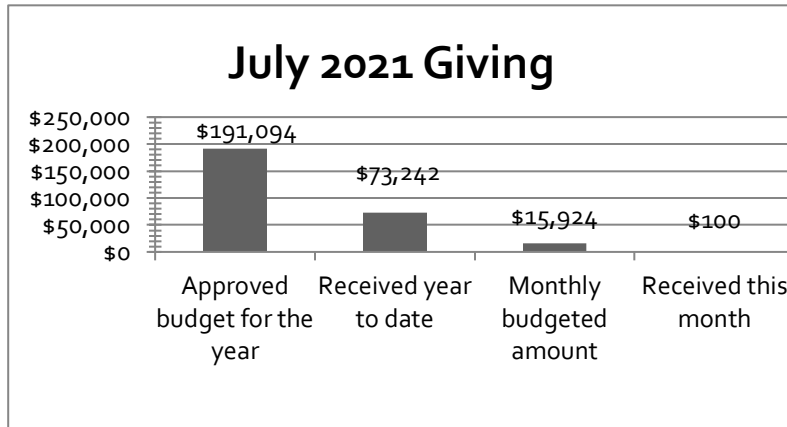 July 2021 Giving
$250,000
$200,000
$150,000
$100,000
$50,000
$0
$191,094
$73,242
$15,924
$100
Approved
budget for the
year
Received year
to date
Monthly
budgeted
amount
Received this
month